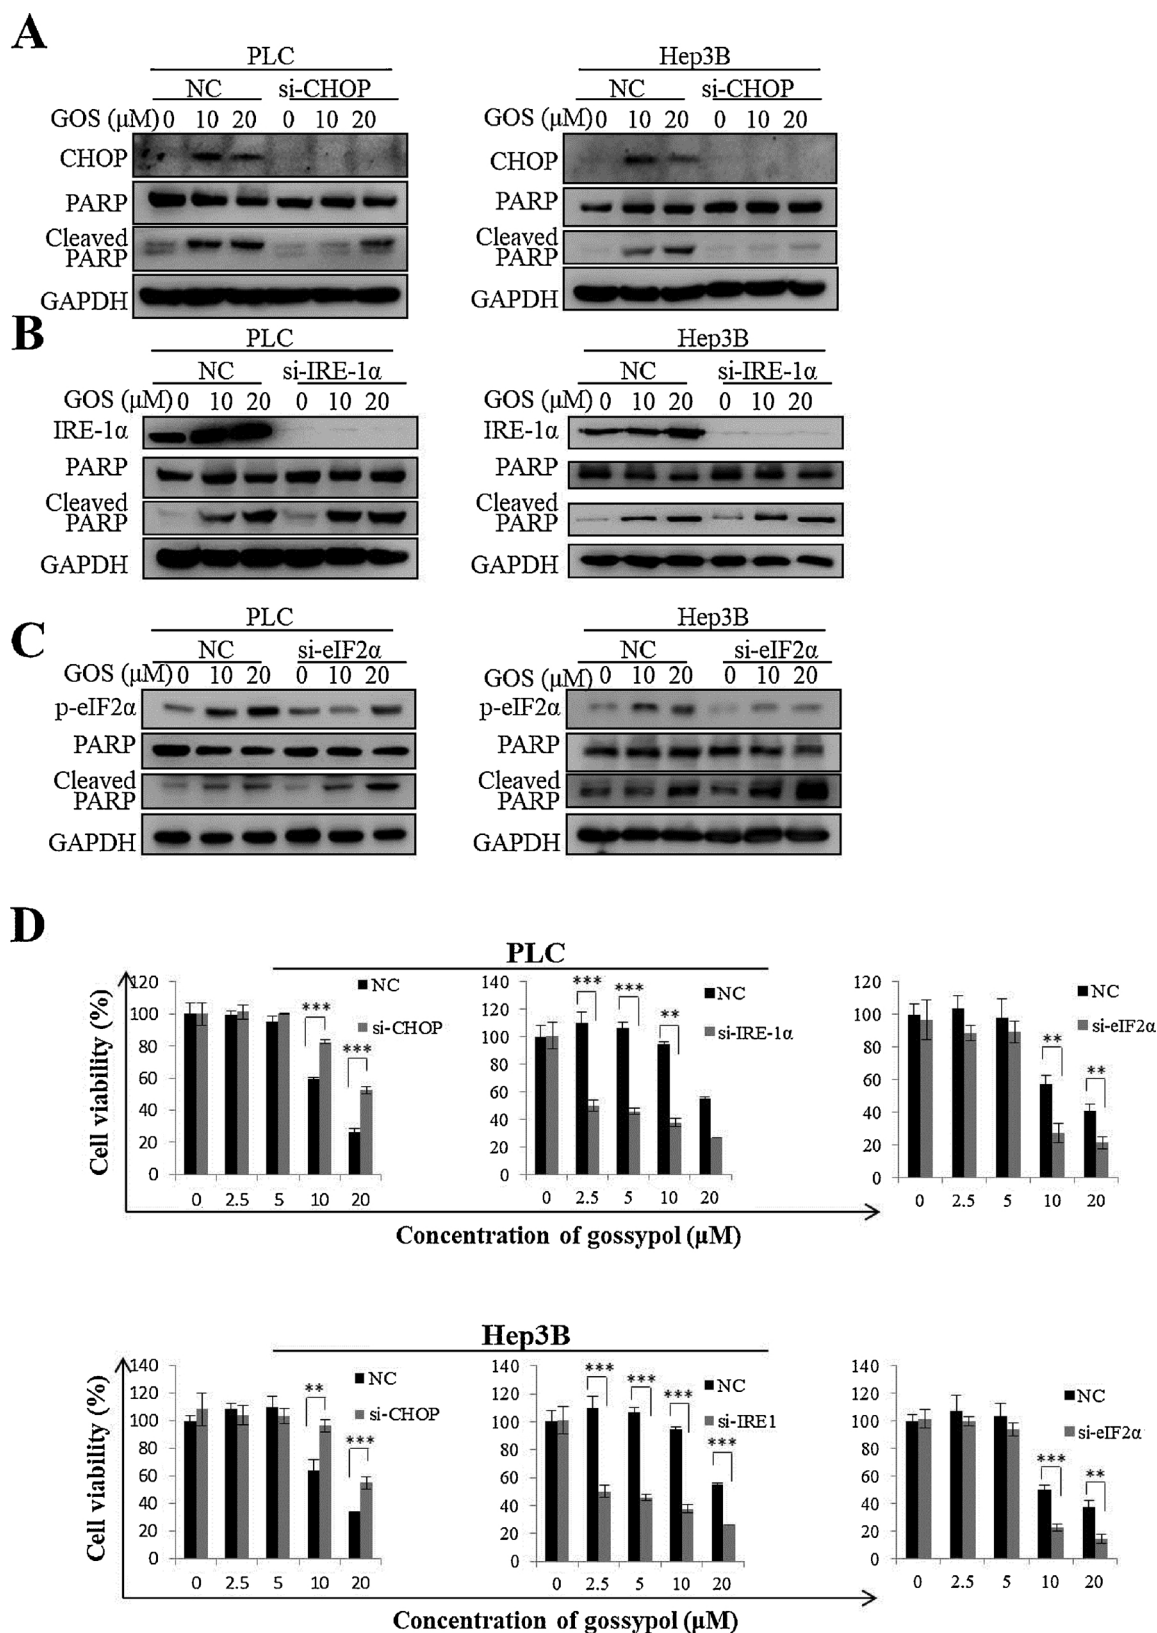 A
PLC
Hep3B
NC si-CHOP
NC si-CHOP
GOS (μM) 0 10 20 0 10 20
GOS (μM) 0 10 20 0 10 20
CHOP
CHOP
PARP
PARP
Cleaved
PARP
Cleaved
PARP
GAPDH
GAPDH
B
PLC
Hep3B
NC si-IRE-1α
NC si-IRE-1α
GOS (μM) 0 10 20 0 10 20
GOS (μM) 0 10 20 0 10 20
IRE-1α
IRE-1α
PARP
PARP
Cleaved
PARP
Cleaved
PARP
GAPDH
GAPDH
C
PLC
Hep3B
NC si-eIF2α
NC si-eIF2α
GOS (μM) 0 10 20 0 10 20
GOS (μM) 0 10 20 0 10 20
p-eIF2α
p-eIF2α
PARP
PARP
Cleaved
PARP
Cleaved
PARP
GAPDH
GAPDH
D
PLC
Cell viability (%)
120
100
80
60
40
20
0
0 2.5 5 10 20
*** ***
NC
si-CHOP
140
120
100
80
60
40
20
0
0 2.5 5 10 20
*** *** **
NC
si-IRE-1α
120
100
80
60
40
20
0
0 2.5 5 10 20
** **
NC
si-eIF2α
Concentration of gossypol (μM)
Hep3B
Cell viability (%)
140
120
100
80
60
40
20
0
0 2.5 5 10 20
** ***
NC
si-CHOP
140
120
100
80
60
40
20
0
0 2.5 5 10 20
*** *** *** ***
NC
si-IRE1
140
120
100
80
60
40
20
0
0 2.5 5 10 20
*** **
NC
si-eIF2α
Concentration of gossypol (μM)